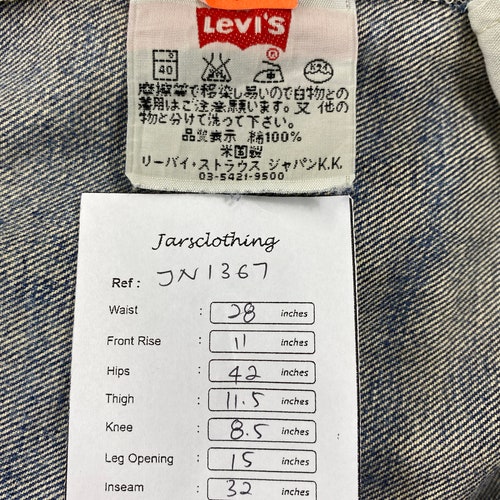 Levi's
40
ドライ
摩擦等で移染し易いので白物との
着用はご注意願います。又、他の
物と分けて洗って下さい。
品質表示 綿100%
米国製
リーバイ・ストラウス ジャパンK.K.
03-5421-9500
Jarsclothing
Ref : JN1367
Waist : 28 inches
Front Rise : 11 inches
Hips : 42 inches
Thigh : 11.5 inches
Knee : 8.5 inches
Leg Opening : 15 inches
Inseam : 32 inches